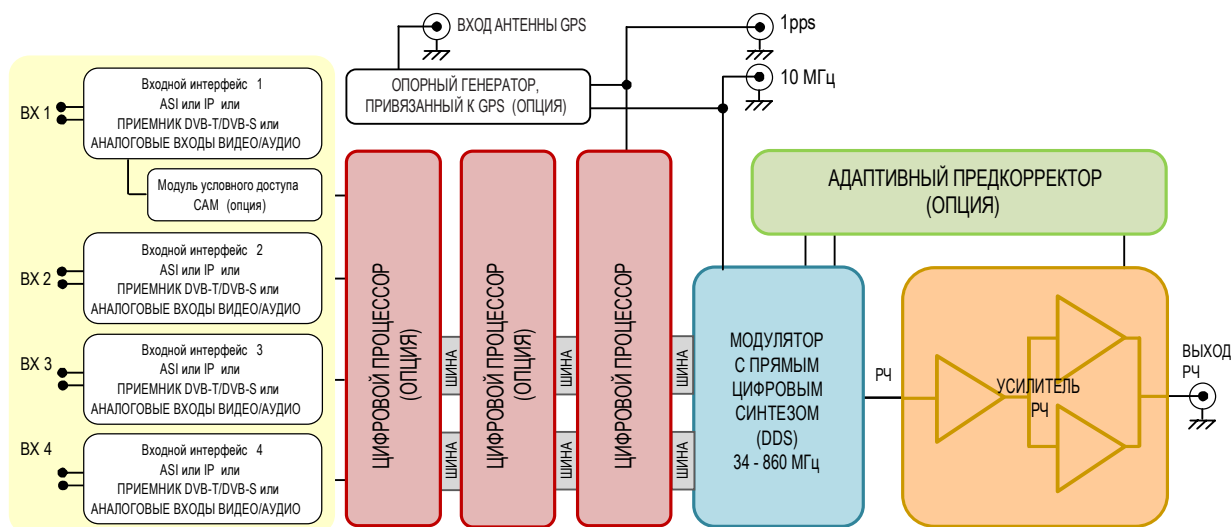 ВХОД АНТЕННЫ GPS
1pps
10 МГц
ОПОРНЫЙ ГЕНЕРАТОР,
ПРИВЯЗАННЫЙ К GPS (ОПЦИЯ)
ВХ 1
Входной интерфейс 1
ASI или IP или
ПРИЕМНИК DVB-T/DVB-S или
АНАЛОГОВЫЕ ВХОДЫ ВИДЕО/АУДИО
Модуль условного доступа
CAM (опция)
ВХ 2
Входной интерфейс 2
ASI или IP или
ПРИЕМНИК DVB-T/DVB-S или
АНАЛОГОВЫЕ ВХОДЫ ВИДЕО/АУДИО
ВХ 3
Входной интерфейс 3
ASI или IP или
ПРИЕМНИК DVB-T/DVB-S или
АНАЛОГОВЫЕ ВХОДЫ ВИДЕО/АУДИО
ВХ 4
Входной интерфейс 4
ASI или IP или
ПРИЕМНИК DVB-T/DVB-S или
АНАЛОГОВЫЕ ВХОДЫ ВИДЕО/АУДИО
ЦИФРОВОЙ ПРОЦЕССОР
(ОПЦИЯ)
ШИНА
ШИНА
ЦИФРОВОЙ ПРОЦЕССОР
(ОПЦИЯ)
ШИНА
ШИНА
ЦИФРОВОЙ ПРОЦЕССОР
ШИНА
ШИНА
АДАПТИВНЫЙ ПРЕДКОРРЕКТОР
(ОПЦИЯ)
МОДУЛЯТОР
С ПРЯМЫМ
ЦИФРОВЫМ
СИНТЕЗОМ
(DDS)
34 - 860 МГц
РЧ
УСИЛИТЕЛЬ
РЧ
ВЫХОД
РЧ